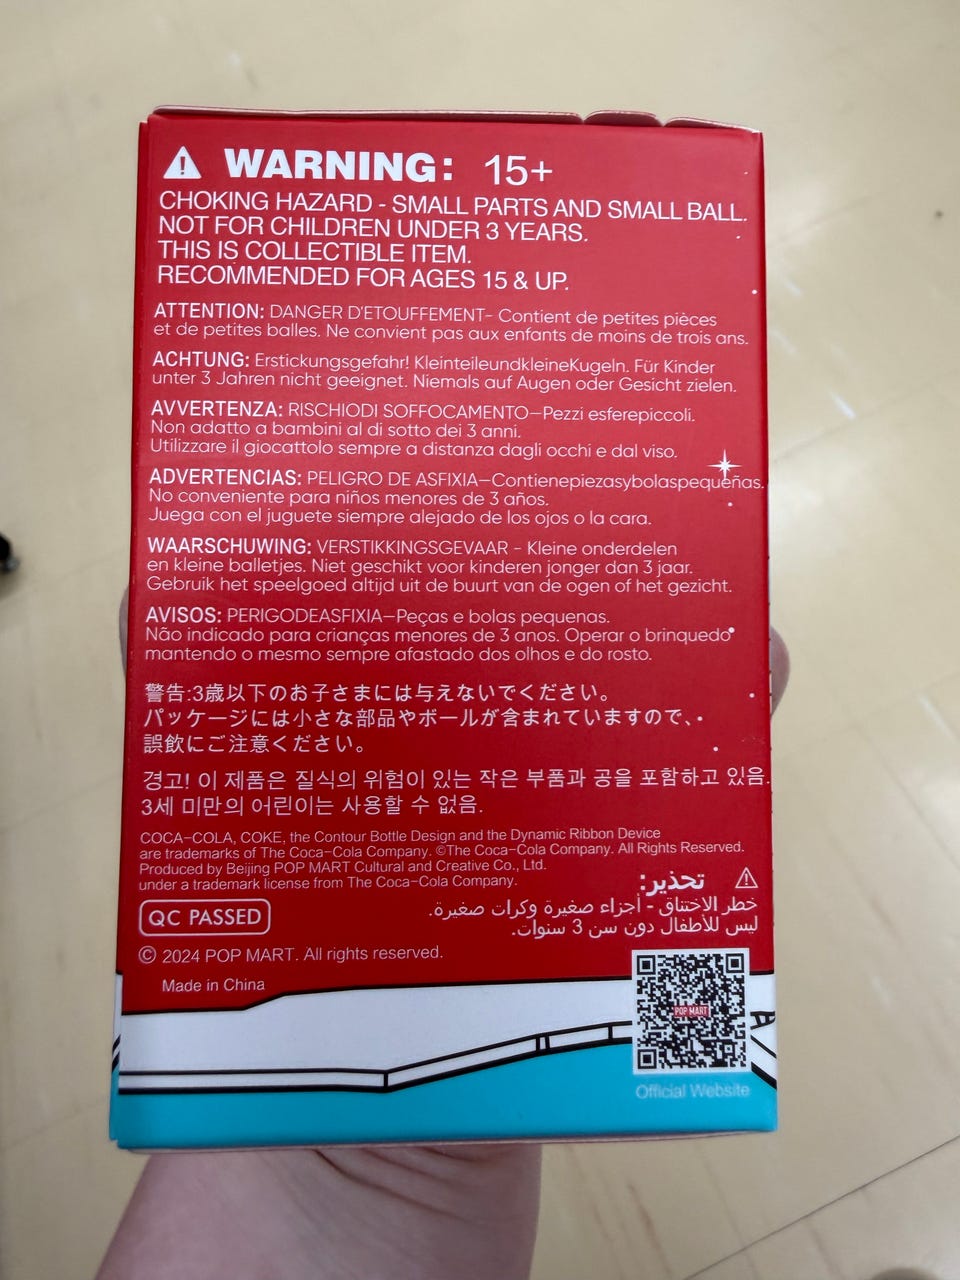 WARNING: 15+
CHOKING HAZARD - SMALL PARTS AND SMALL BALL.
NOT FOR CHILDREN UNDER 3 YEARS.
THIS IS COLLECTIBLE ITEM.
RECOMMENDED FOR AGES 15 & UP.
ATTENTION: DANGER D'ETOUFFEMENT- Contient de petites pièces
et de petites balles. Ne convient pas aux enfants de moins de trois ans.
ACHTUNG: Erstickungsgefahr! KleinteileundkleineKugeln. Für Kinder
unter 3 Jahren nicht geeignet. Niemals auf Augen oder Gesicht zielen.
AVVERTENZA: RISCHIODI SOFFOCAMENTO–Pezzi esferepiccoli.
Non adatto a bambini al di sotto dei 3 anni.
Utilizzare il giocattolo sempre a distanza dagli occhi e dal viso.
ADVERTENCIAS: PELIGRO DE ASFIXIA–Contienepiezasybolaspequeñas.
No conveniente para niños menores de 3 años.
Juega con el juguete siempre alejado de los ojos o la cara.
WAARSCHUWING: VERSTIKKINGSGEVAAR - Kleine onderdelen
en kleine balletjes. Niet geschikt voor kinderen jonger dan 3 jaar.
Gebruik het speelgoed altijd uit de buurt van de ogen of het gezicht.
AVISOS: PERIGODEASFIXIA–Peças e bolas pequenas.
Não indicado para crianças menores de 3 anos. Operar o brinquedo
mantendo o mesmo sempre afastado dos olhos e do rosto.
警告:3歳以下のお子さまには与えないでください。
パッケージには小さな部品やボールが含まれていますので、
誤飲にご注意ください。
경고! 이 제품은 질식의 위험이 있는 작은 부품과 공을 포함하고 있음.
3세 미만의 어린이는 사용할 수 없음.
COCA-COLA, COKE, the Contour Bottle Design and the Dynamic Ribbon Device
are trademarks of The Coca-Cola Company. ©The Coca-Cola Company. All Rights Reserved.
Produced by Beijing POP MART Cultural and Creative Co., Ltd.
under a trademark license from The Coca-Cola Company.
تحذير:
خطر الاختناق - أجزاء صغيرة وكرات صغيرة.
ليس للأطفال دون سن 3 سنوات.
QC PASSED
© 2024 POP MART. All rights reserved.
Made in China
POP MART
Official Website